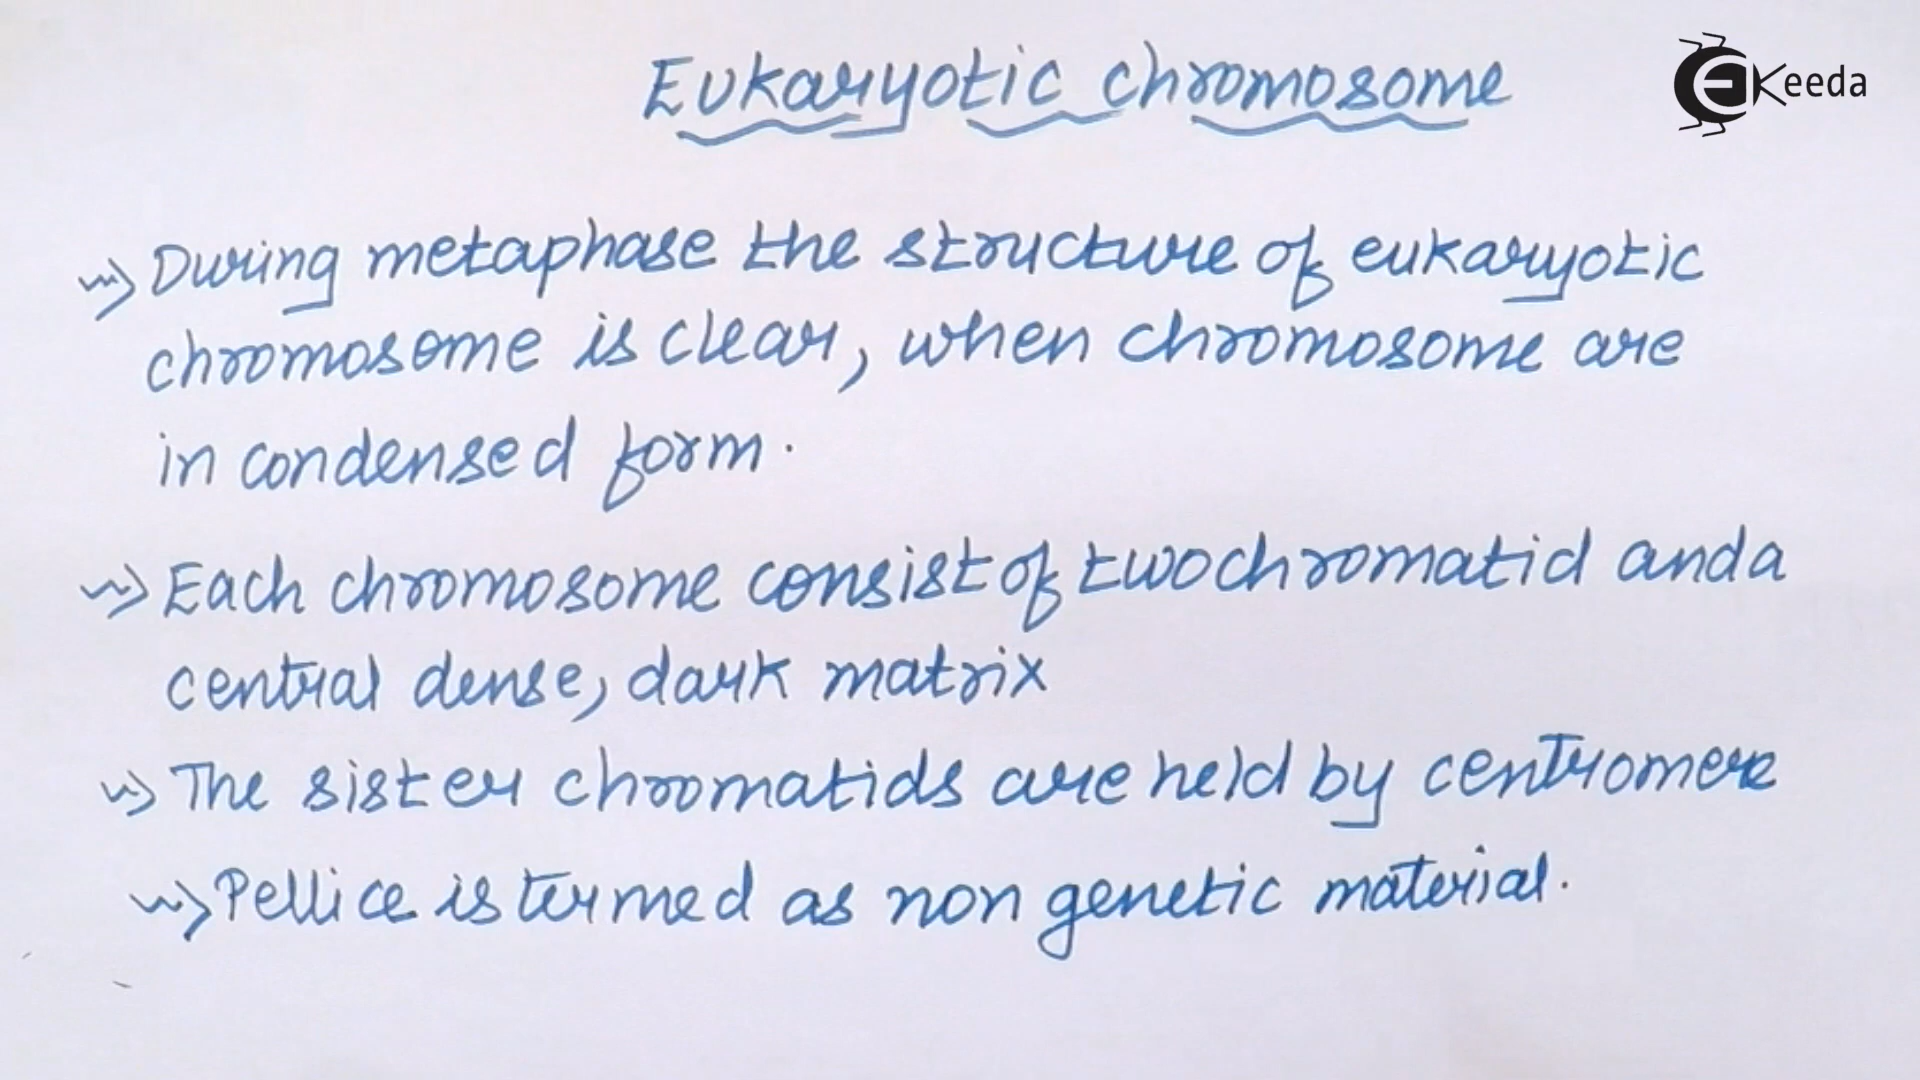 Eukaryotic chromosome
EKeeda
During metaphase the structure of eukaryotic
chromosome is clear, when chromosome are
in condensed form.
Each chromosome consist of two chromatid and a
central dense, dark matrix
The sister chromatids are held by centromere
Pellice is termed as non genetic material.